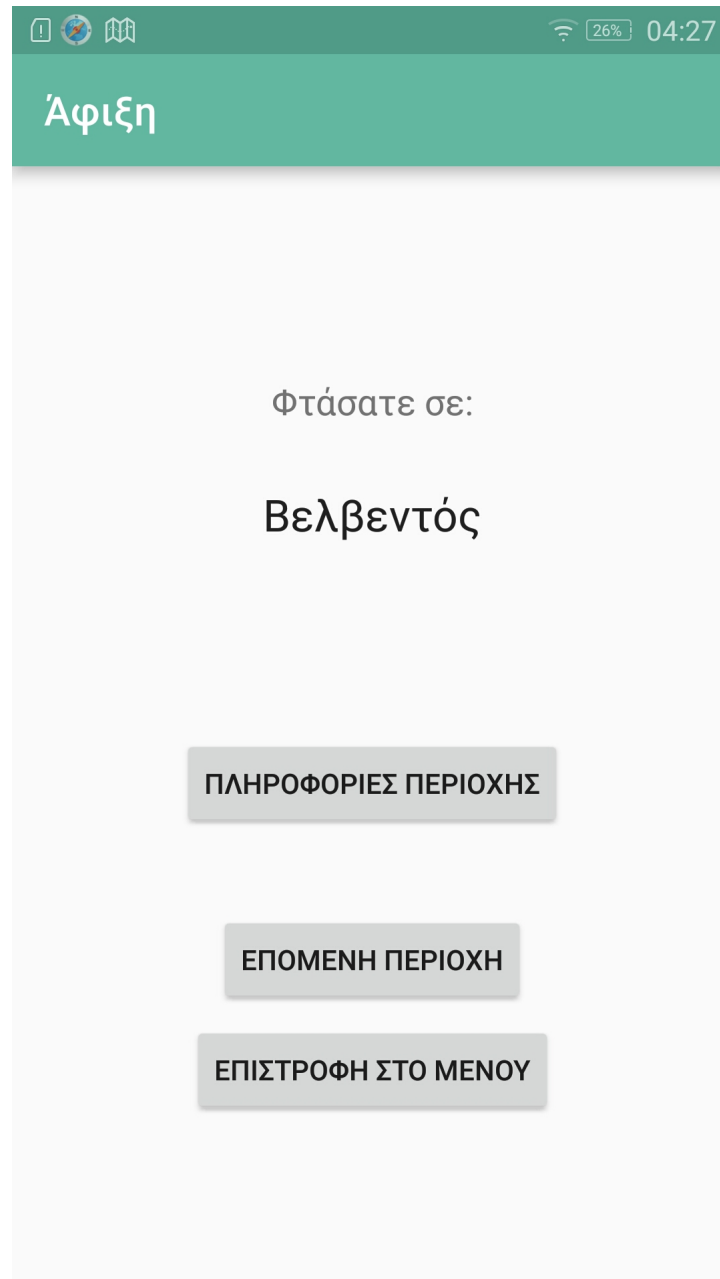 26% 04:27
Άφιξη
Φτάσατε σε:
Βελβεντός
ΠΛΗΡΟΦΟΡΙΕΣ ΠΕΡΙΟΧΗΣ
ΕΠΟΜΕΝΗ ΠΕΡΙΟΧΗ
ΕΠΙΣΤΡΟΦΗ ΣΤΟ ΜΕΝΟΥ